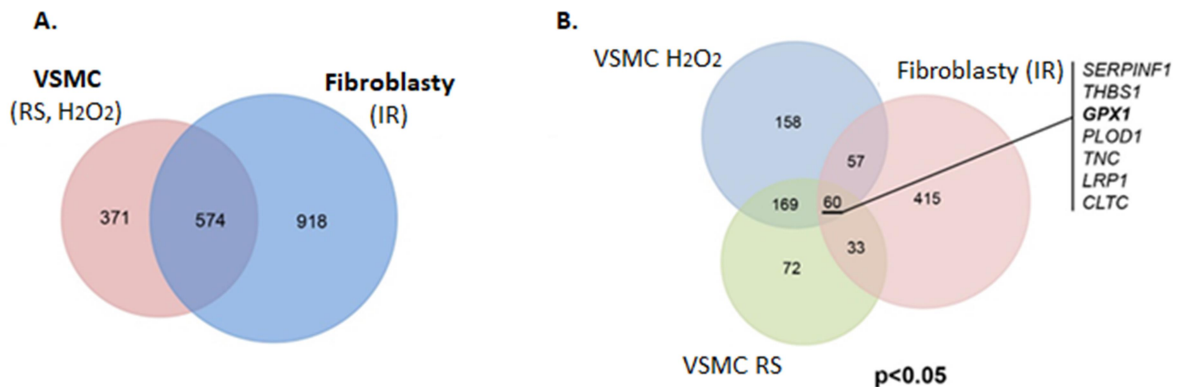 A.
VSMC
(RS, H2O2)
Fibroblasty
(IR)
371
574
918
B.
VSMC H2O2
Fibroblasty (IR)
SERPINF1
THBS1
GPX1
PLOD1
TNC
LRP1
CLTC
158
57
169
60
415
33
72
VSMC RS
p<0.05